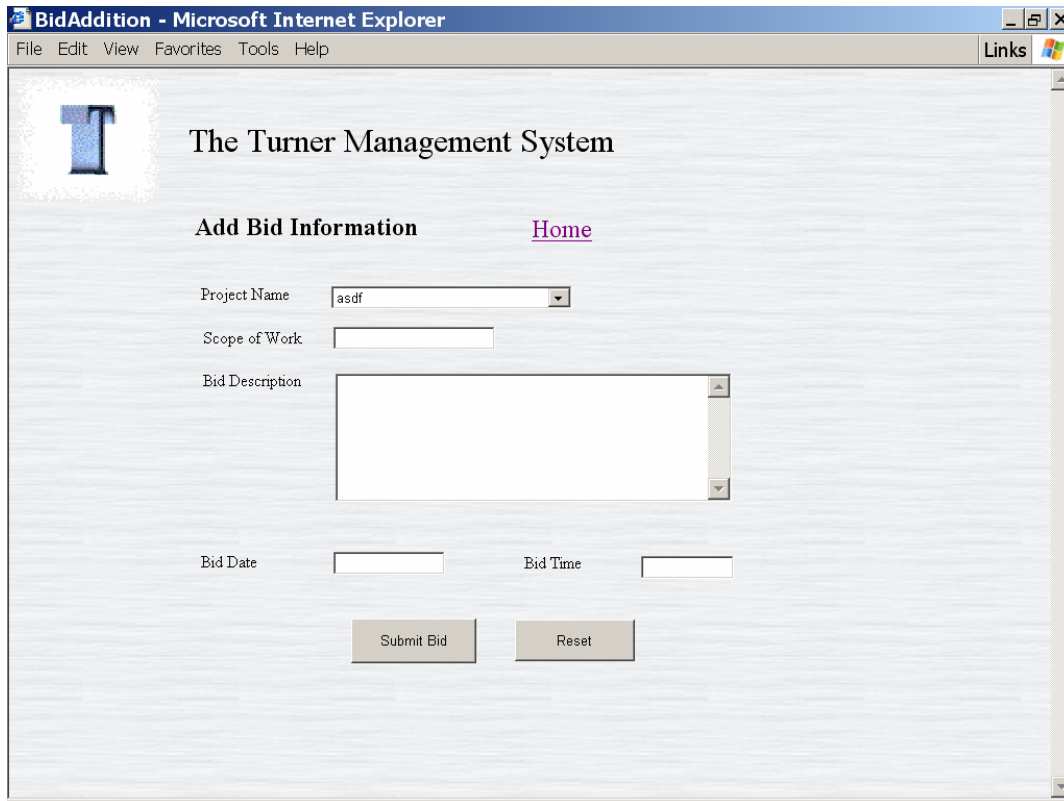 BidAddition - Microsoft Internet Explorer
File Edit View Favorites Tools Help Links
T
The Turner Management System
Add Bid Information Home
Project Name asdf
Scope of Work
Bid Description
Bid Date Bid Time
Submit Bid Reset